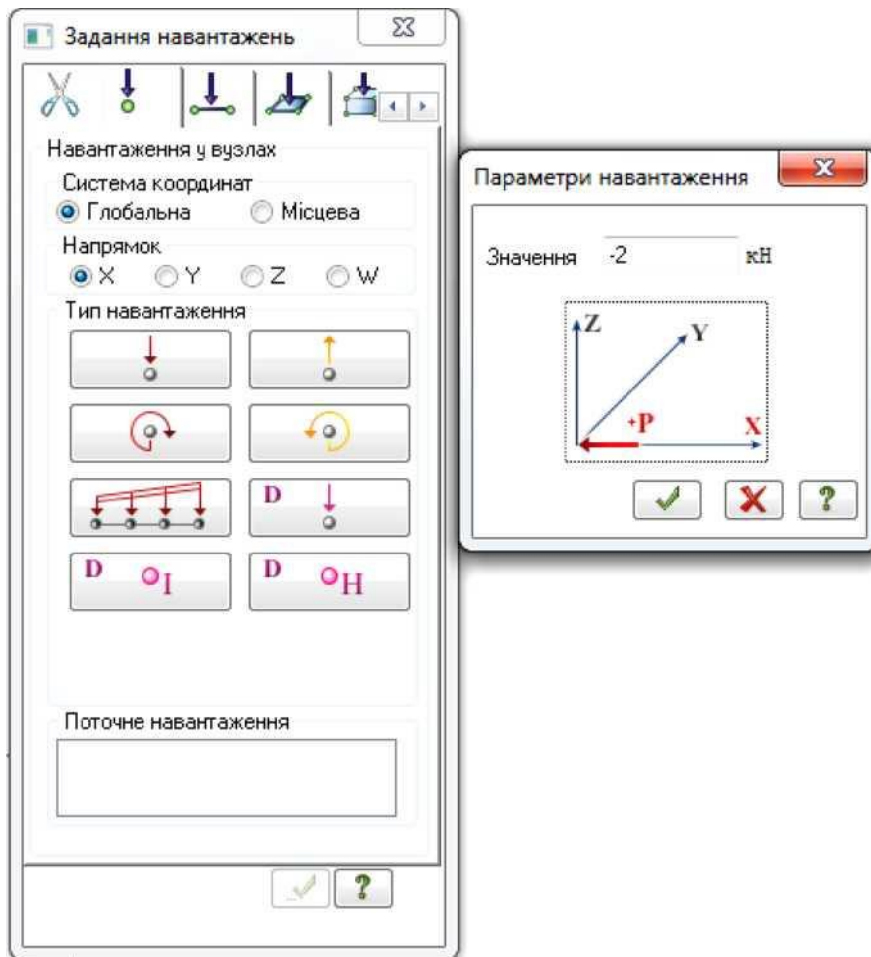 Задання навантажень
Навантаження у вузлах
Система координат
Глобальна Місцева
Напрямок
X Y Z W
Тип навантаження
D
D I D H
Поточне навантаження
?
Параметри навантаження
Значення -2 кН
Z
Y
+P X
?